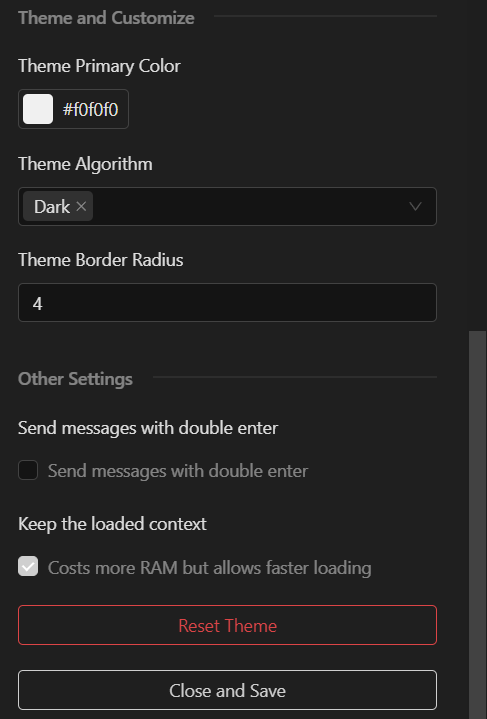 Theme and Customize
Theme Primary Color
#f0f0f0
Theme Algorithm
Dark
Theme Border Radius
4
Other Settings
Send messages with double enter
Send messages with double enter
Keep the loaded context
Costs more RAM but allows faster loading
Reset Theme
Close and Save